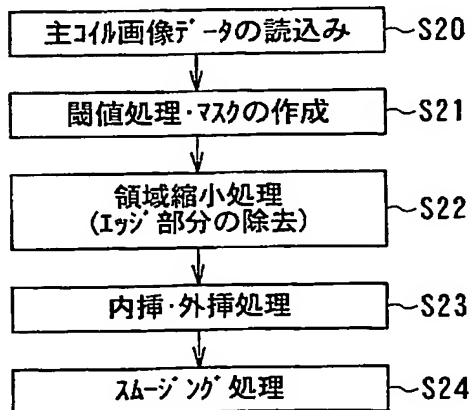 主コイル画像データの読込み ～S20
閾値処理・マスクの作成 ～S21
領域縮小処理
(エッジ部分の除去) ～S22
内挿・外挿処理 ～S23
スムージング処理 ～S24